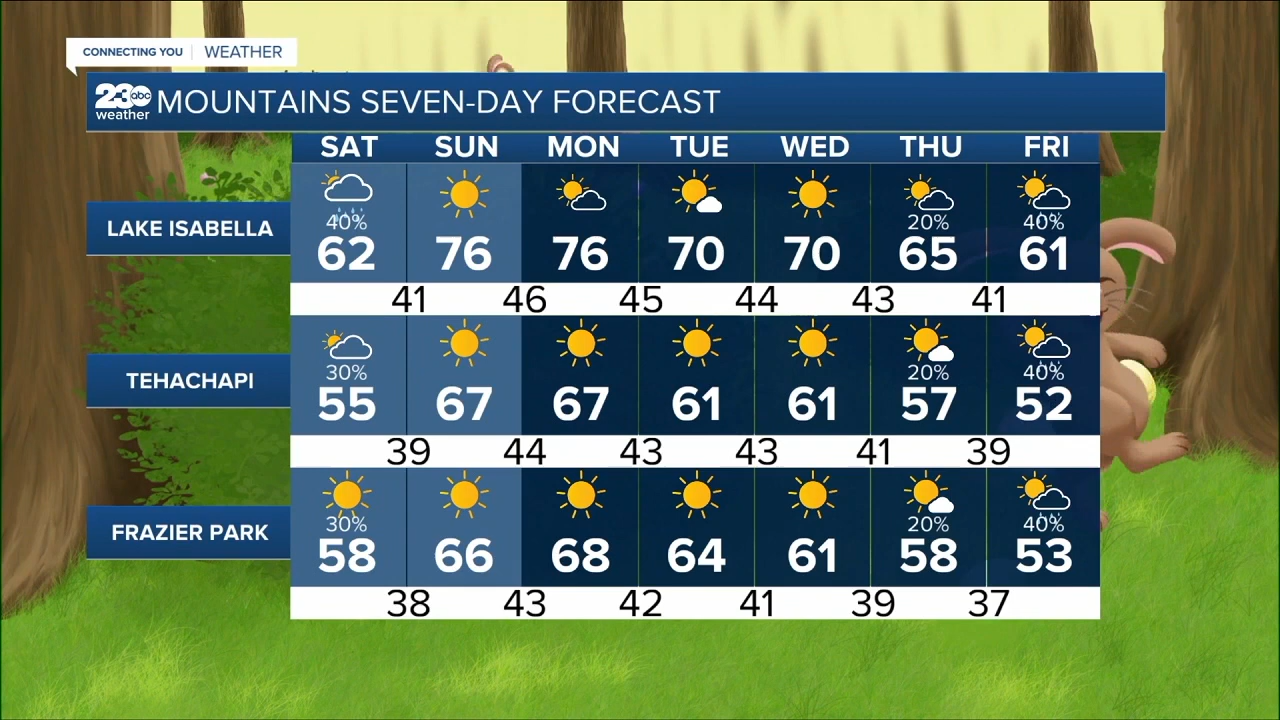 CONNECTING YOU | WEATHER
23 abc
weather
MOUNTAINS SEVEN-DAY FORECAST
SAT SUN MON TUE WED THU FRI
40% 20% 40%
LAKE ISABELLA 62 76 76 70 70 65 61
41 46 45 44 43 41
30% 20% 40%
TEHACHAPI 55 67 67 61 61 57 52
39 44 43 43 41 39
30% 20% 40%
FRAZIER PARK 58 66 68 64 61 58 53
38 43 42 41 39 37